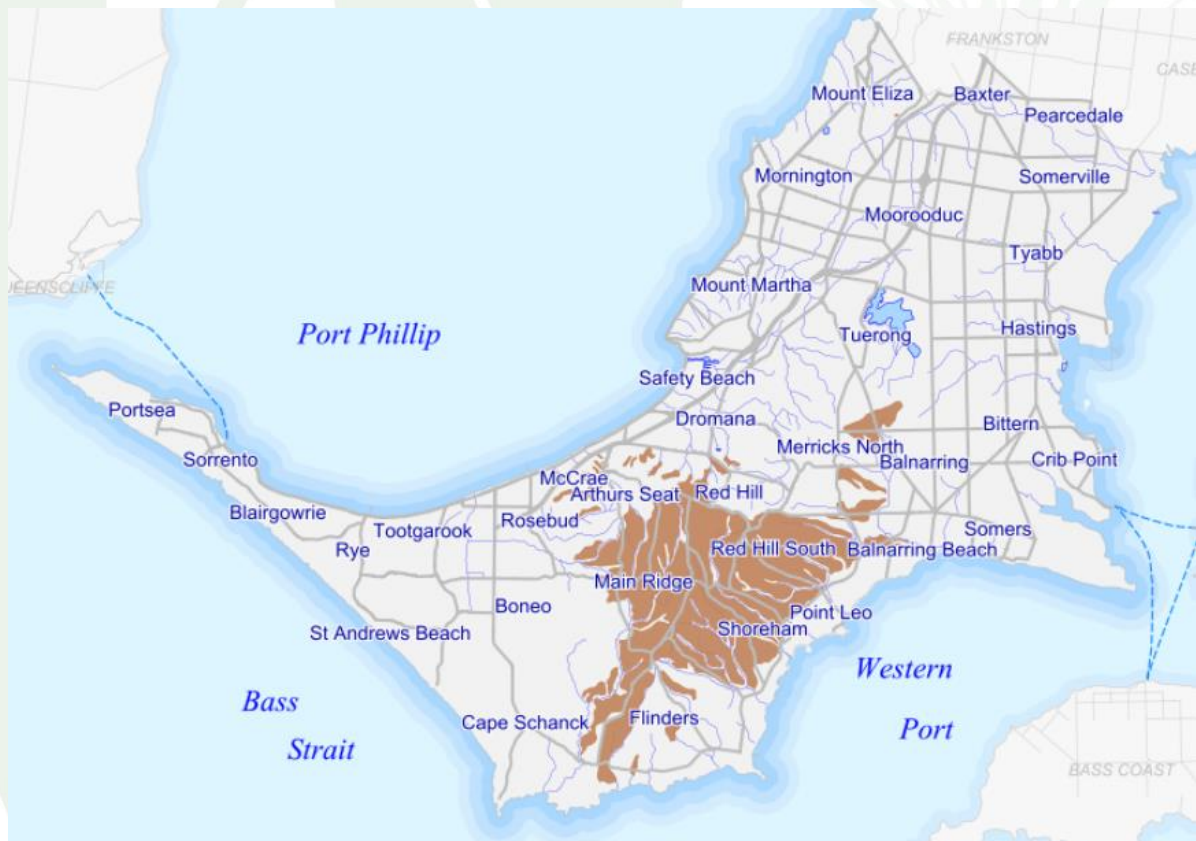 FRANKSTON
CASE
Mount Eliza
Baxter
Pearcedale
Mornington
Somerville
Moorooduc
Tyabb
Mount Martha
UEENSCLIFFE
Port Phillip
Tuerong
Hastings
Safety Beach
Portsea
Dromana
Bittern
Merricks North
Sorrento
Balnarring
Crib Point
McCrae
Arthurs Seat
Red Hill
Blairgowrie
Rosebud
Tootgarook
Somers
Rye
Red Hill South
Balnarring Beach
Main Ridge
Boneo
Point Leo
St Andrews Beach
Shoreham
Western
Port
Bass
Strait
Cape Schanck
Flinders
BASS COAST